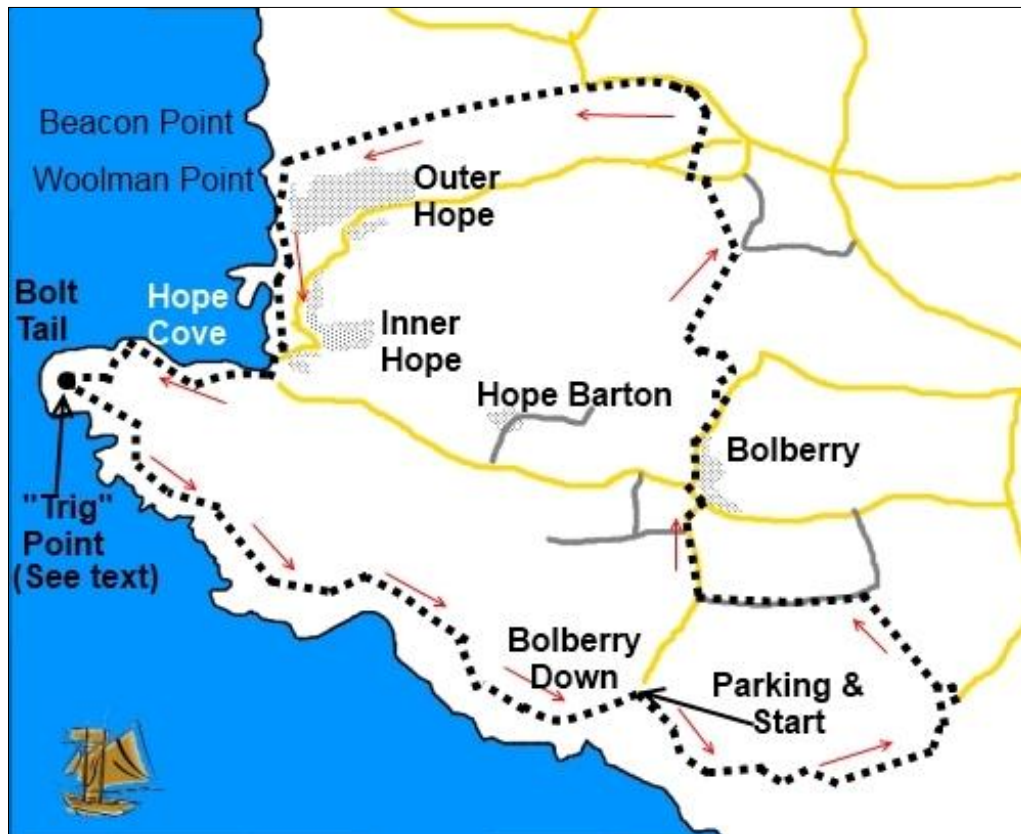 Beacon Point
Woolman Point
Outer
Hope
Bolt
Tail
Hope
Cove
Inner
Hope
Hope Barton
Bolberry
"Trig"
Point
(See text)
Bolberry
Down
Parking &
Start